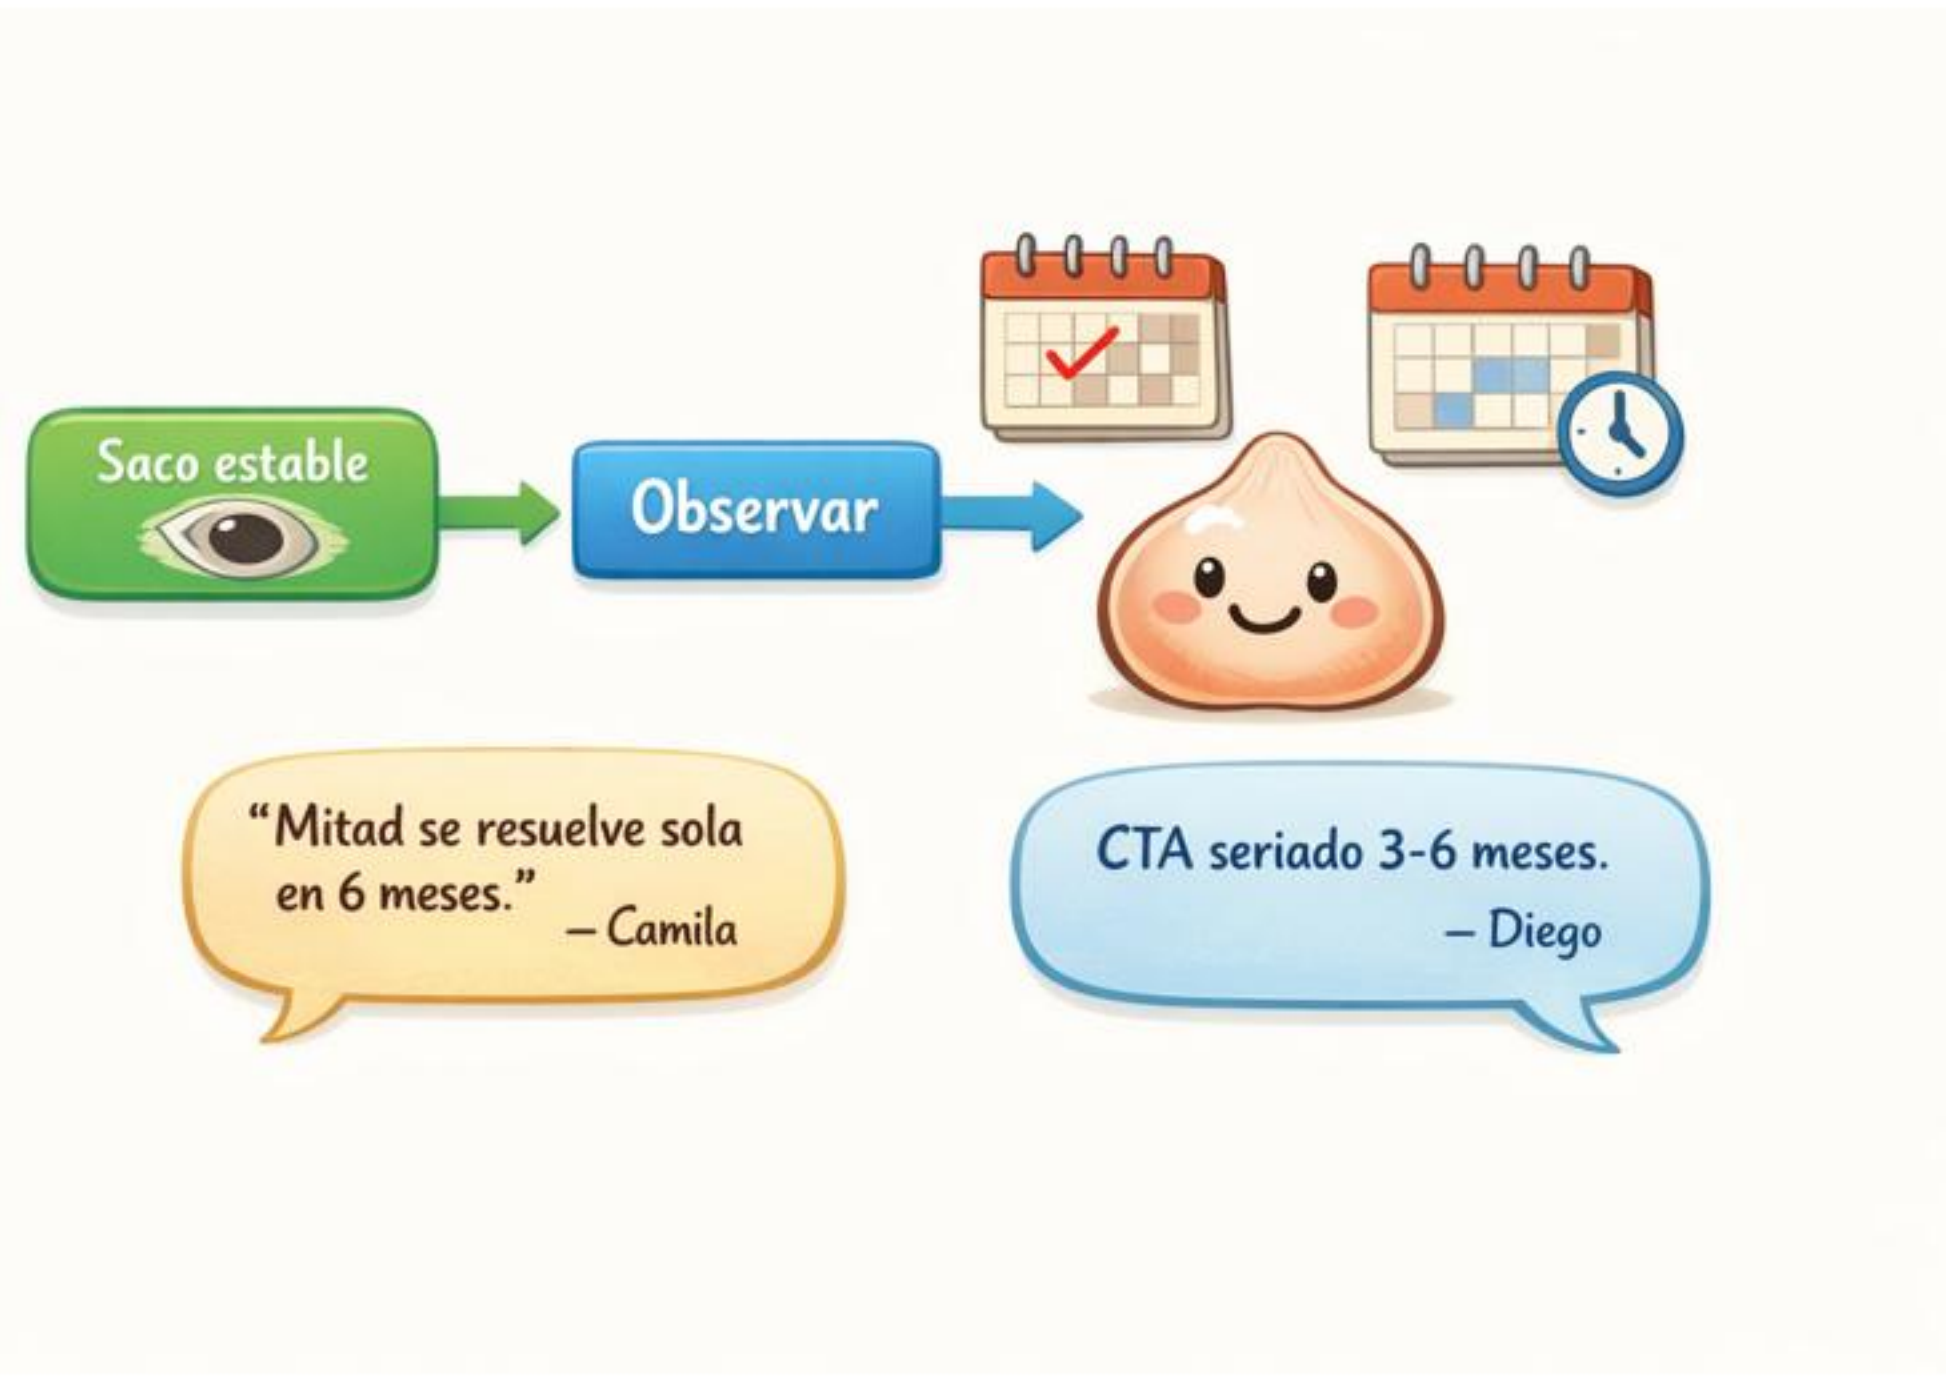 Saco estable
Observar
“Mitad se resuelve sola
en 6 meses.”
– Camila
CTA seriado 3-6 meses.
– Diego